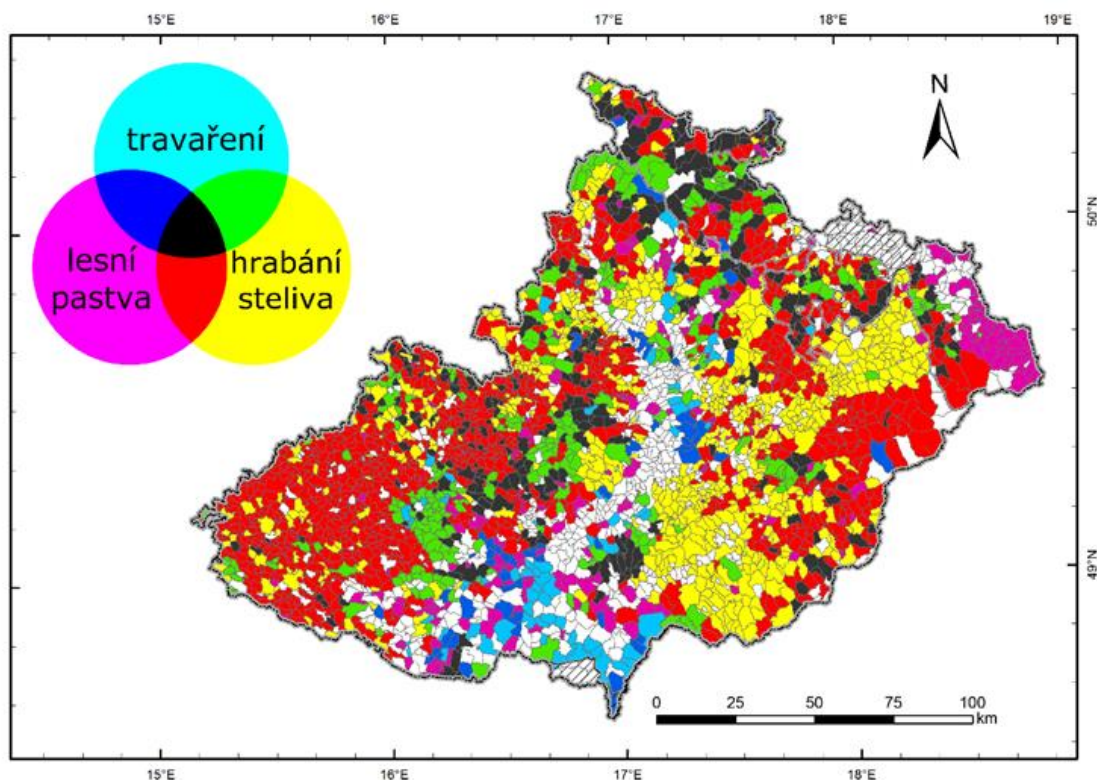 15°E 16°E 17°E 18°E 19°E
travaření
lesní pastva
hrabání steliva
N
50°N
49°N
0 25 50 75 100
km
15°E 16°E 17°E 18°E